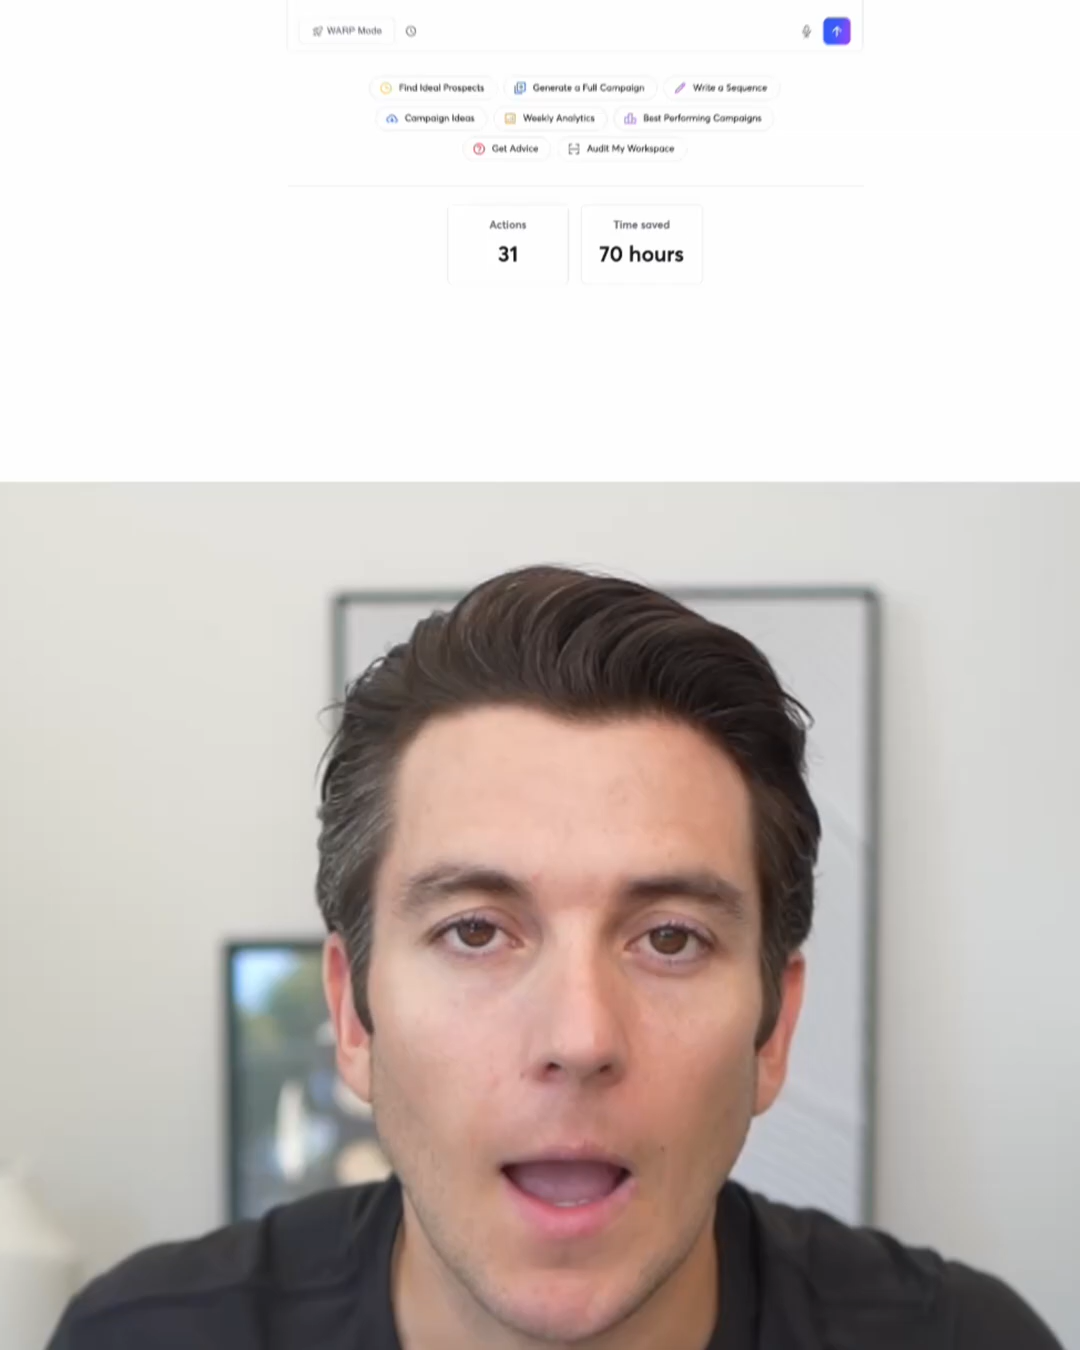 WARP Mode
Find Ideal Prospects Generate a Full Campaign Write a Sequence
Campaign Ideas Weekly Analytics Best Performing Campaigns
Get Advice Audit My Workspace
Actions Time saved
31 70 hours